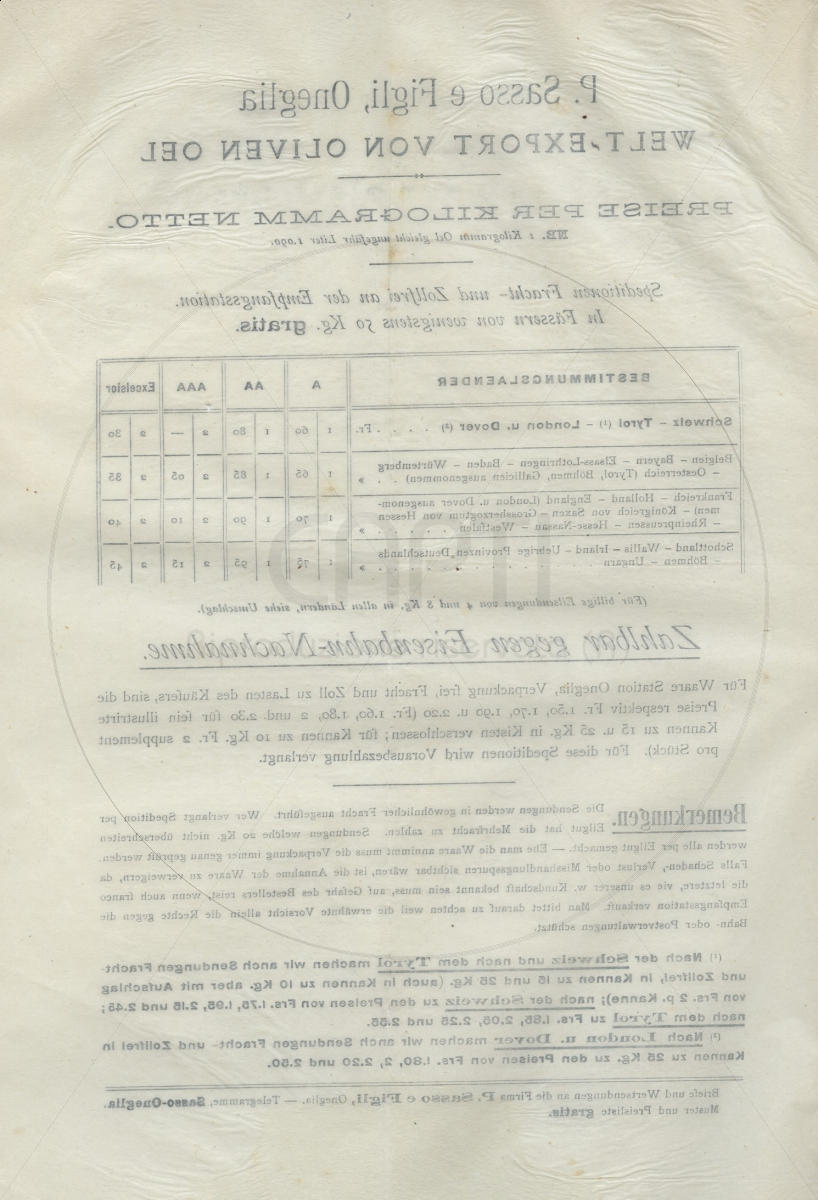 P. Sasso e Figli, Oneglia
WELT-EXPORT VON OLIVEN OEL
PREISE PER KILOGRAMM NETTO.
NB. 1 Kilogramm Oel gleicht ungefähr Liter 1.090.
Speditionen Fracht- und Zollfrei an der Empfangsstation.
In Fässern von wenigstens 50 Kg. gratis.
BESTIMMUNGSLAENDER A AA AAA Excelsior
Schweiz – Tyrol (¹) – London u. Dover (²) . . . . Fr. 1 60 1 80 2 — 2 30
Belgien – Bayern – Elsass-Lothringen – Baden – Würtemberg
– Oesterreich (Tyrol, Böhmen, Gallicien ausgenommen) . . » 1 65 1 85 2 05 2 35
Frankreich – Holland – England (London u. Dover ausgenom-
men) – Königreich von Saxen – Grossherzogtum von Hessen
– Rheinpreussen – Hesse-Nassau – Westfalen . . . . . » 1 70 1 90 2 10 2 40
Schottland – Wallis – Irland – Uebrige Provinzen Deutschlands
– Böhmen – Ungarn . . . . . . . . . . . » 1 75 1 95 2 15 2 45
(Für billige Eilsendungen von 4 und 8 Kg. in allen Ländern, siehe Umschlag).
Zahlbar gegen Eisenbahn-Nachnahme.
Für Waare Station Oneglia, Verpackung frei, Fracht und Zoll zu Lasten des Käufers, sind die
Preise respektiv Fr. 1.50, 1.70, 1.90 u. 2.20 (Fr. 1.60, 1.80, 2 und 2.30 für fein illustrirte
Kannen zu 15 u. 25 Kg. in Kisten verschlossen; für Kannen zu 10 Kg. Fr. 2 supplement
pro Stück). Für diese Speditionen wird Vorausbezahlung verlangt.
Bemerkungen. Die Sendungen werden in gewöhnlicher Fracht ausgeführt. Wer verlangt Spedition per
Eilgut hat die Mehrfracht zu zahlen. Sendungen welche 20 Kg. nicht überschreiten
werden alle per Eilgut gemacht. — Ehe man die Waare annimmt muss die Verpackung immer genau geprüft werden.
Falls Schaden-, Verlust oder Misshandlungsspuren sichtbar wären, ist die Annahme der Waare zu verweigern, da
die letztere, vie es unserer w. Kundschaft bekannt sein muss, auf Gefahr des Bestellers reist, wenn auch franco
Empfangsstation verkauft. Man bittet darauf zu achten weil die erwähnte Vorsicht allein die Rechte gegen die
Bahn- oder Postverwaltungen schützt.
(¹) Nach der Schweiz und nach dem Tyrol machen wir auch Sendungen Fracht-
und Zollfrei, in Kannen zu 15 und 25 Kg. (auch in Kannen zu 10 Kg. aber mit Aufschlag
von Frs. 2 p. Kanne); nach der Schweiz zu den Preisen von Frs. 1.75, 1.95, 2.15 und 2.45;
nach dem Tyrol zu Frs. 1.85, 2.05, 2.25 und 2.55.
(²) Nach London u. Dover machen wir auch Sendungen Fracht- und Zollfrei in
Kannen zu 25 Kg. zu den Preisen von Frs. 1.80, 2, 2.20 und 2.50.
Briefe und Wertsendungen an die Firma P. Sasso e Figli, Oneglia. — Telegramme, Sasso-Oneglia.
Muster und Preisliste gratis.